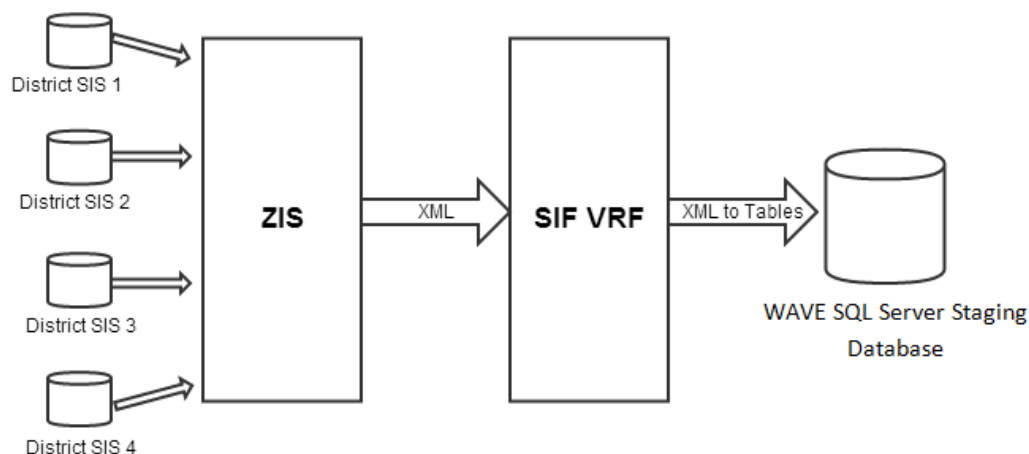 District SIS 1
District SIS 2
District SIS 3
District SIS 4
ZIS
XML
SIF VRF
XML to Tables
WAVE SQL Server Staging
Database